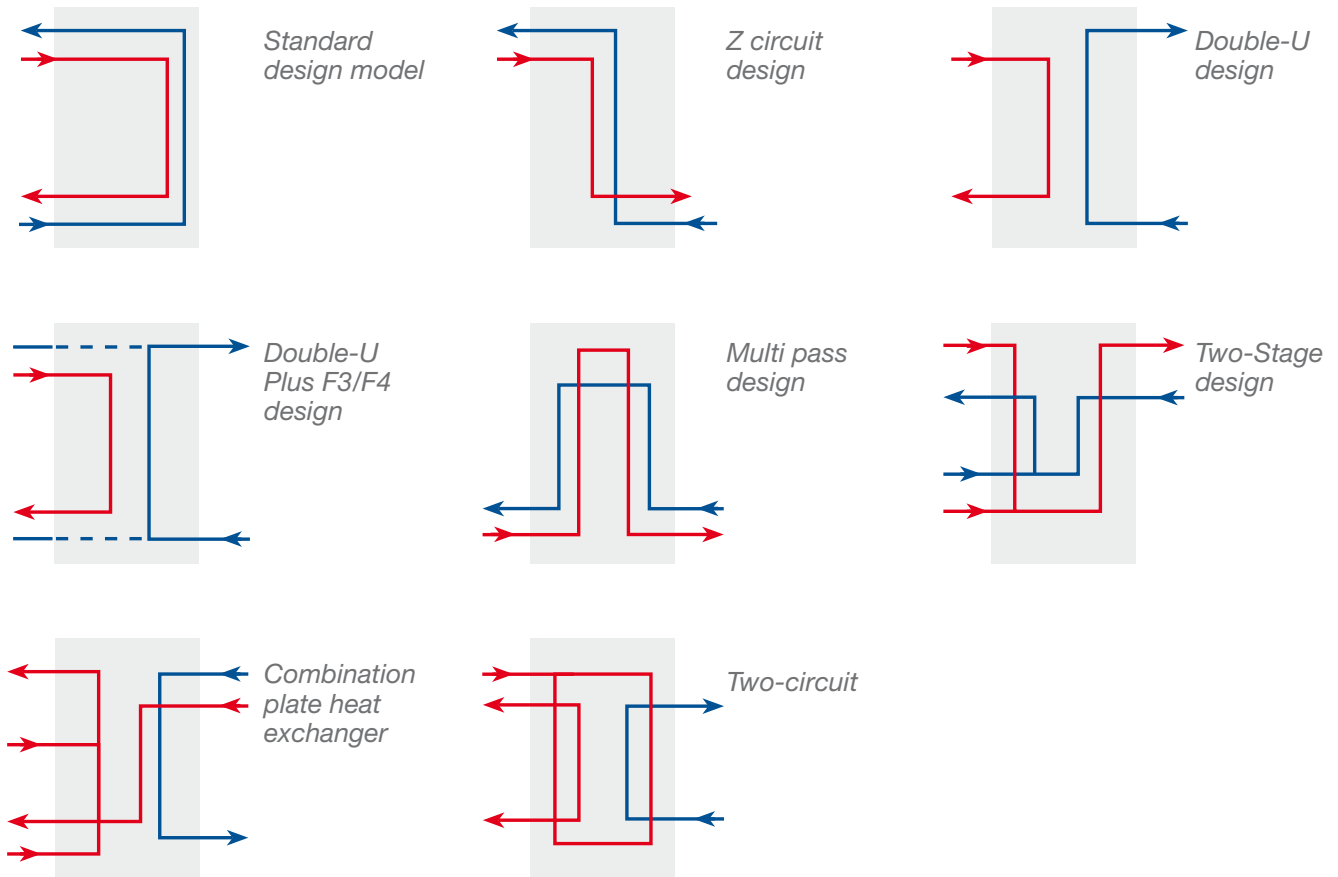 Standard
design model
Z circuit
design
Double-U
design
Double-U
Plus F3/F4
design
Multi pass
design
Two-Stage
design
Combination
plate heat
exchanger
Two-circuit